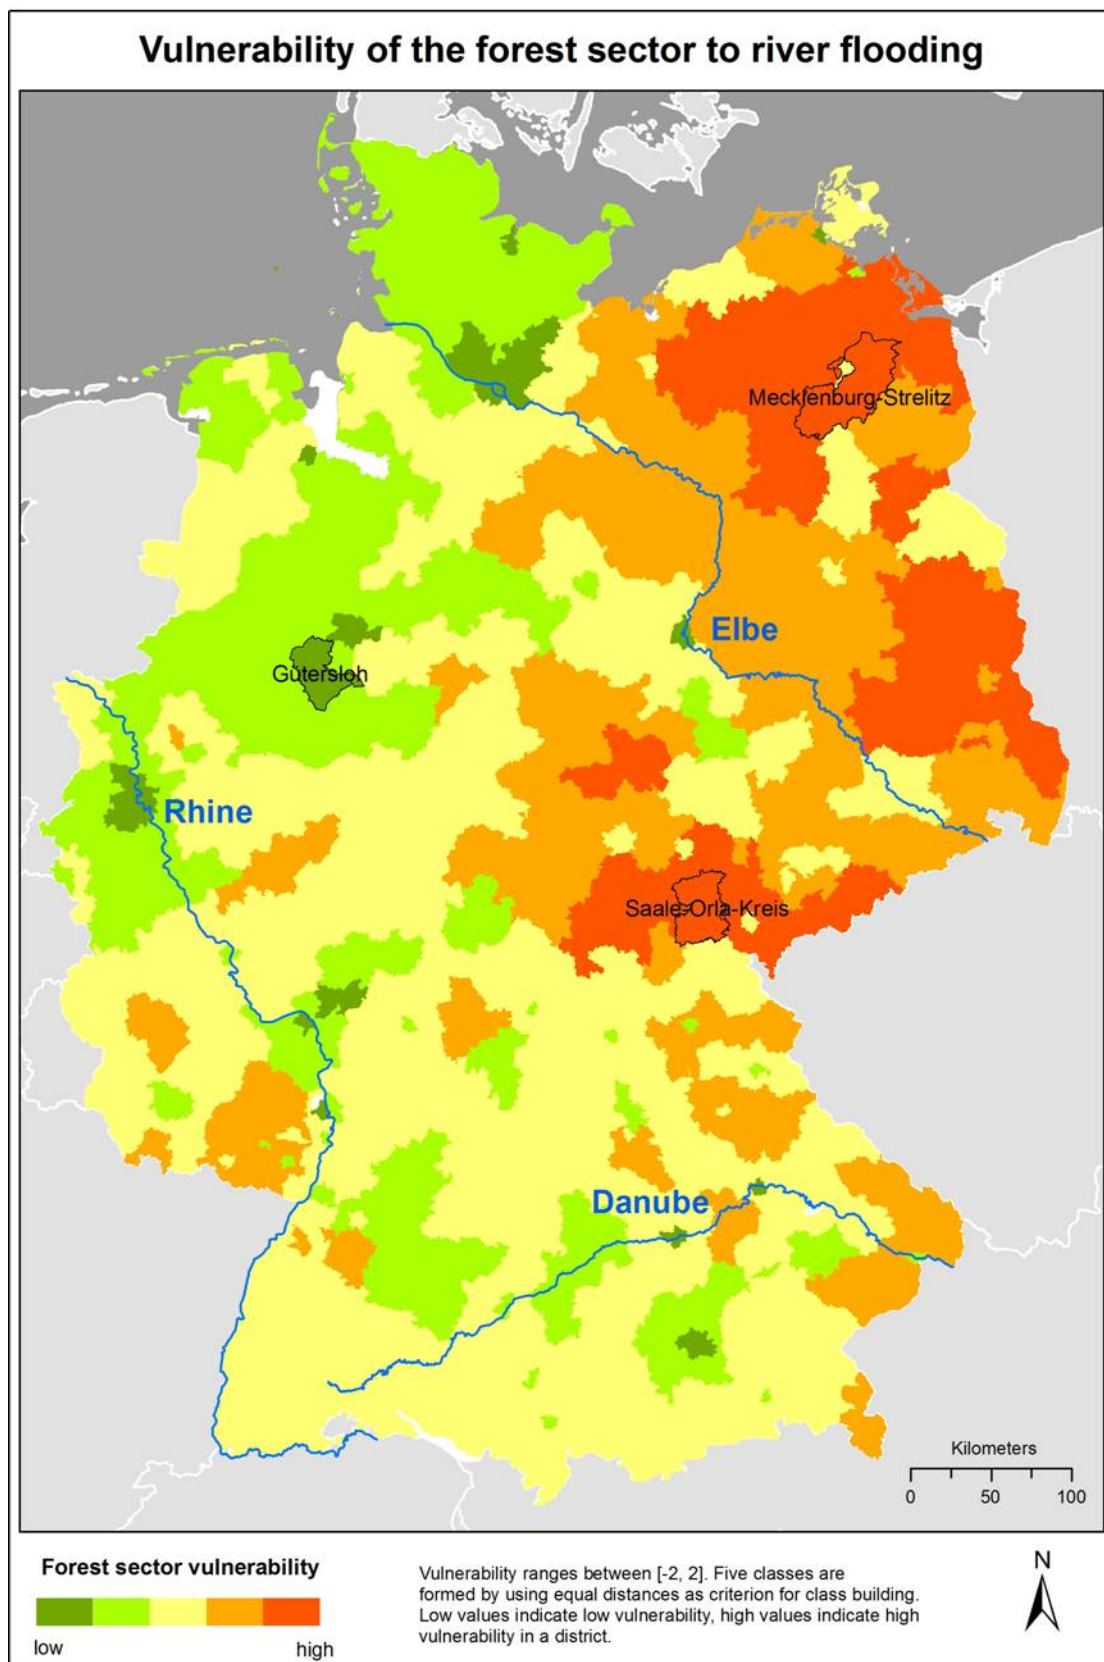 Vulnerability of the forest sector to river flooding
Mecklenburg-Strelitz
Elbe
Gütersloh
Rhine
Saale-Orla-Kreis
Danube
Kilometers
0 50 100
Forest sector vulnerability
low high
Vulnerability ranges between [-2, 2]. Five classes are
formed by using equal distances as criterion for class building.
Low values indicate low vulnerability, high values indicate high
vulnerability in a district.
N